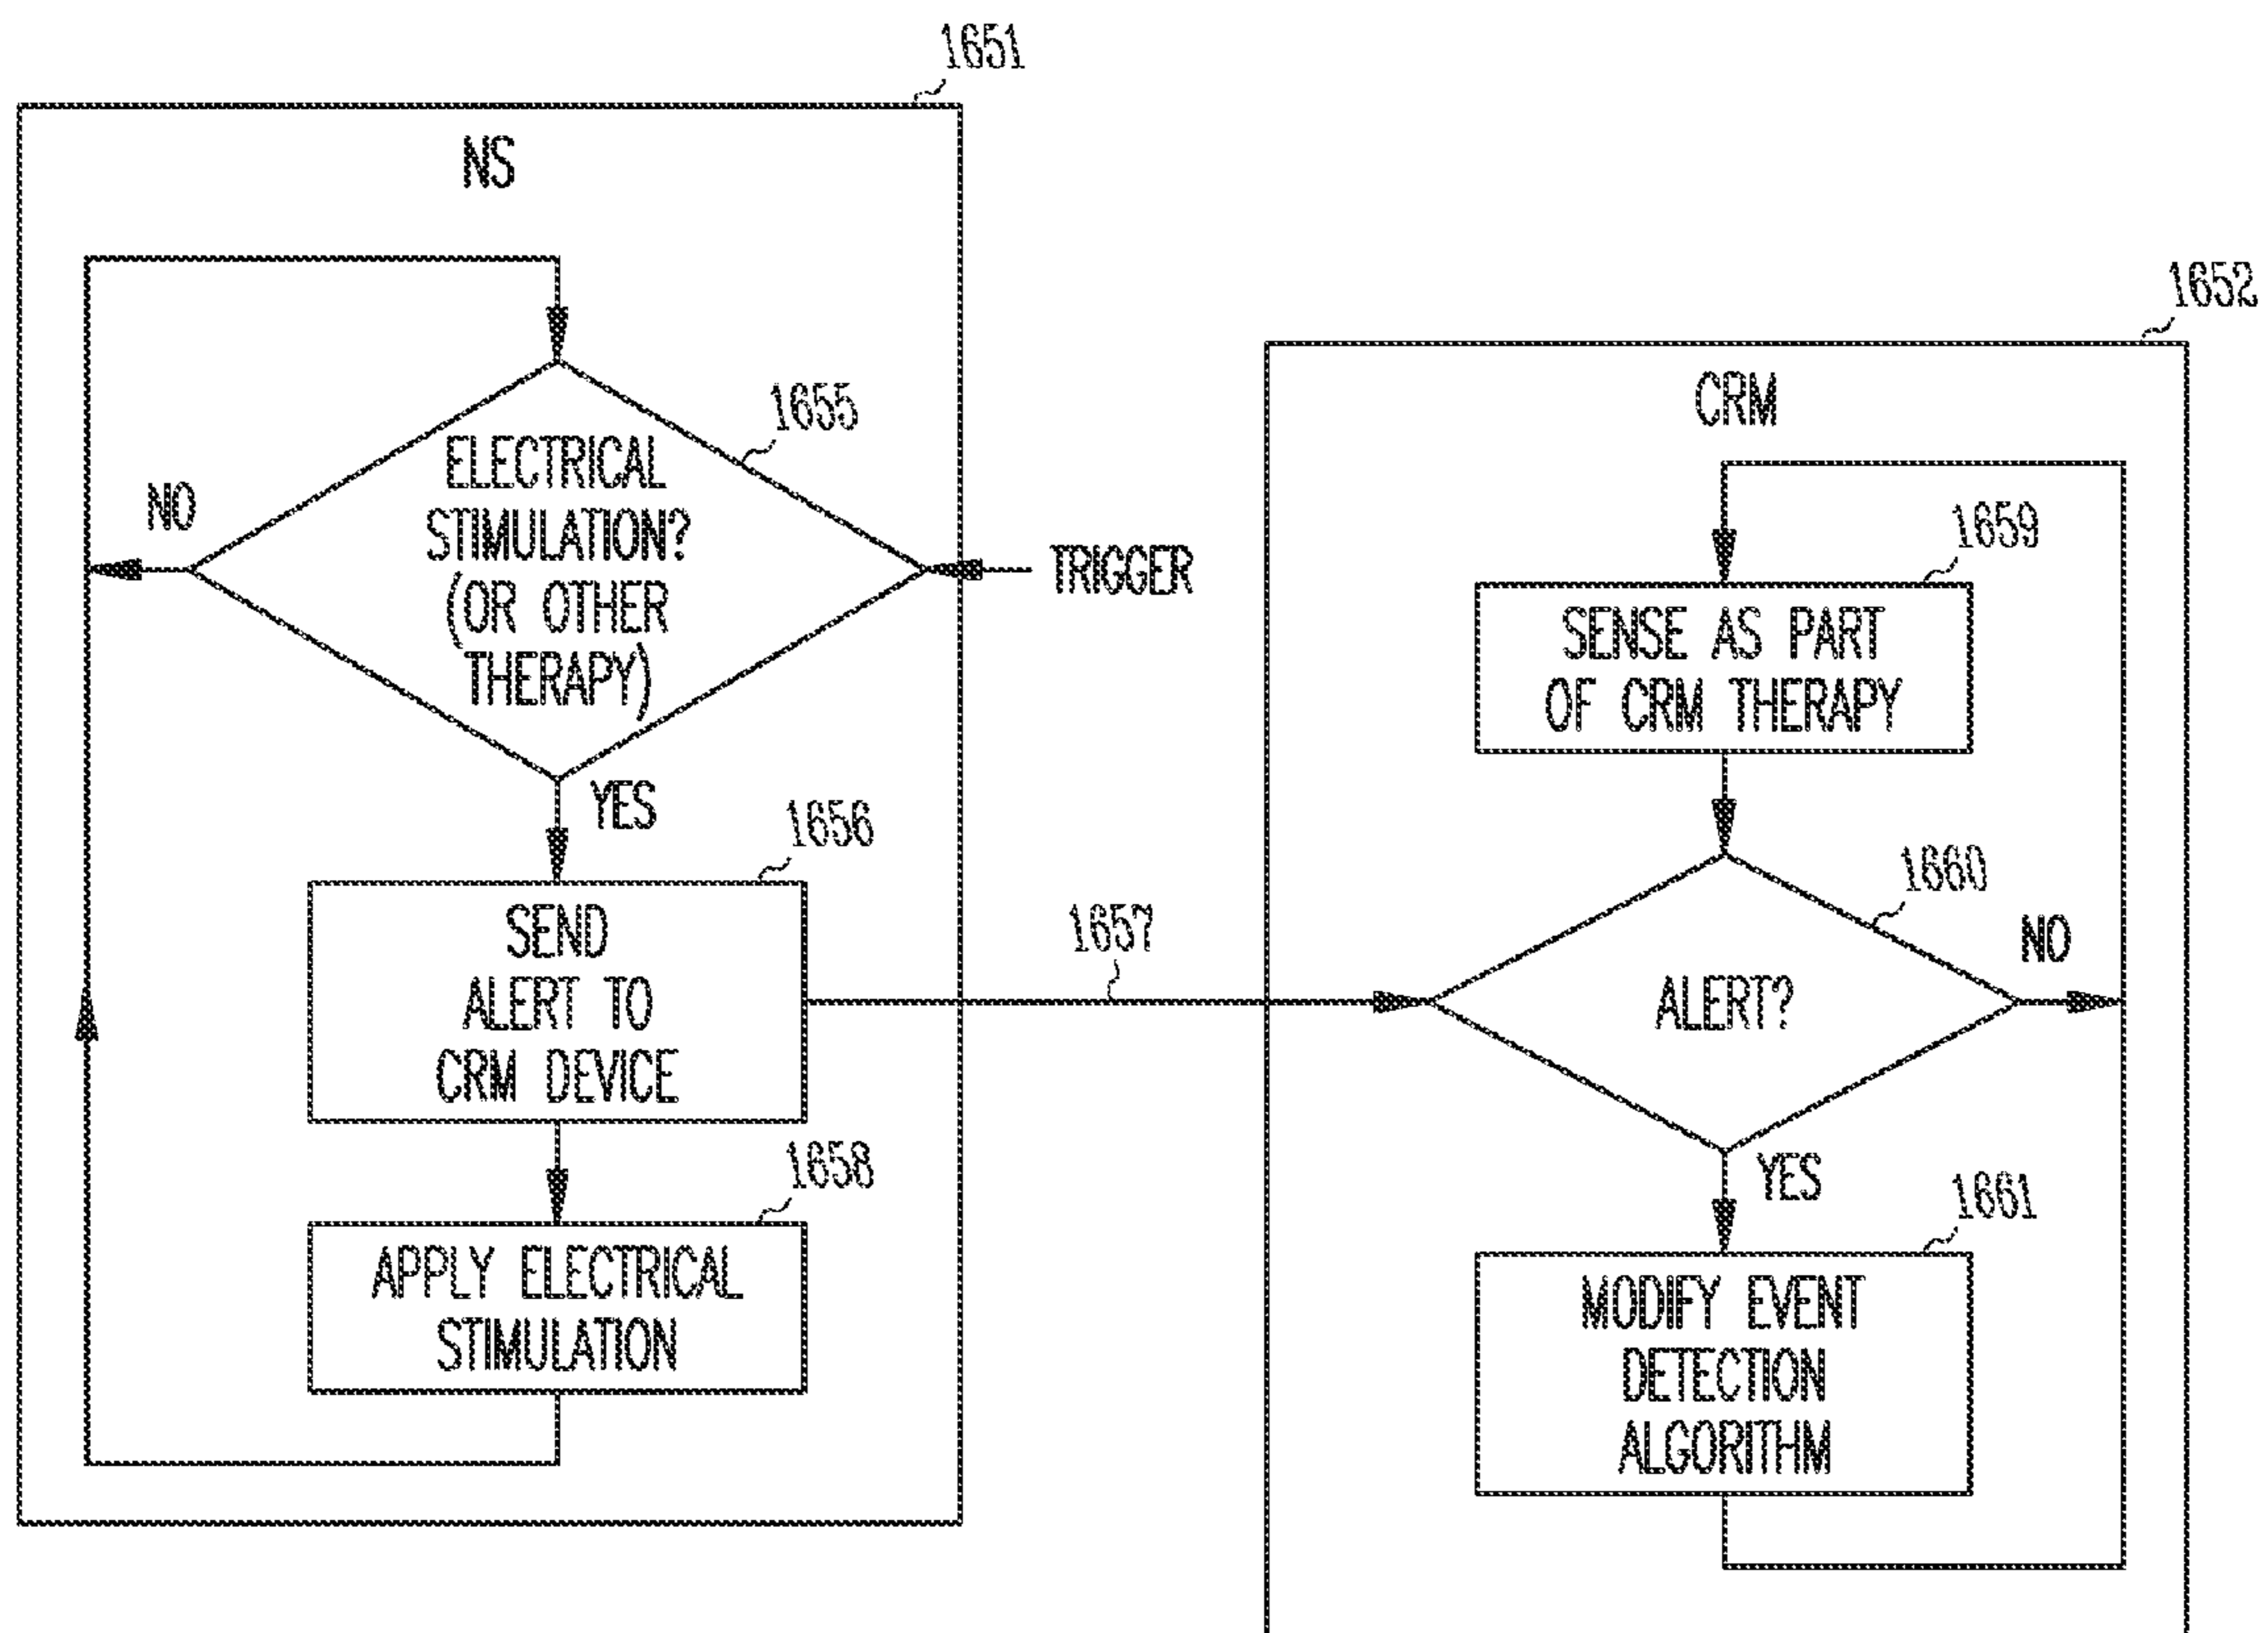 1651
NS
1652
CRM
1655
ELECTRICAL
STIMULATION?
(OR OTHER
THERAPY)
NO
TRIGGER
YES
1656
SEND
ALERT TO
CRM DEVICE
1657
1658
APPLY ELECTRICAL
STIMULATION
1659
SENSE AS PART
OF CRM THERAPY
1660
NO
ALERT?
YES
1661
MODIFY EVENT
DETECTION
ALGORITHM